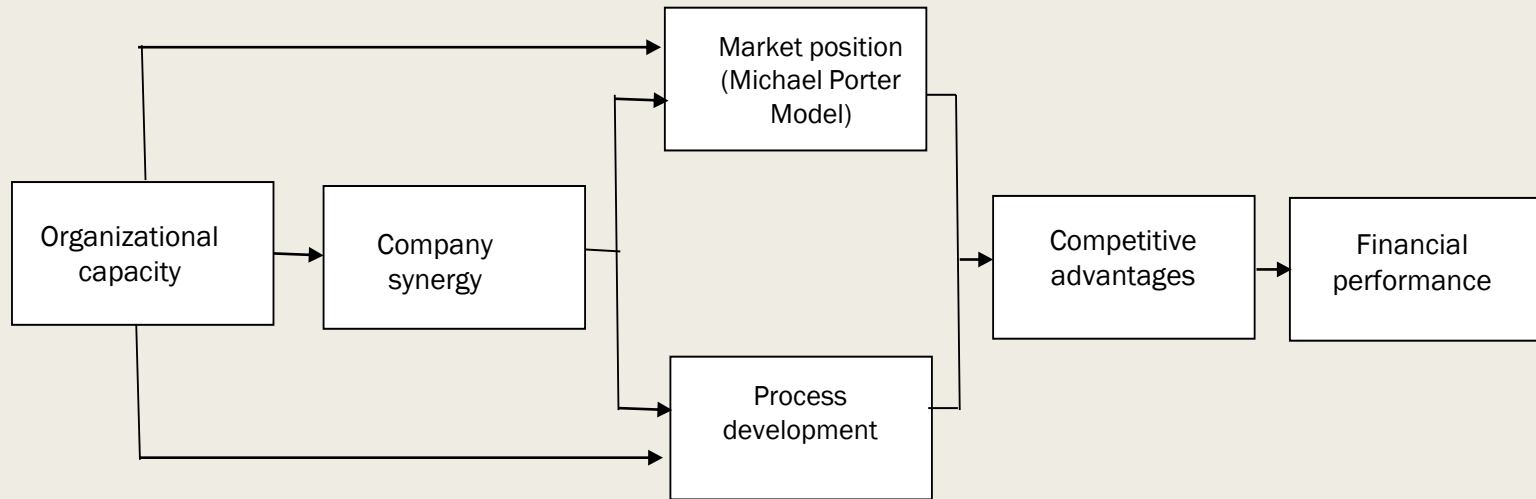 Market position
(Michael Porter
Model)
Organizational
capacity
Company
synergy
Competitive
advantages
Financial
performance
Process
development